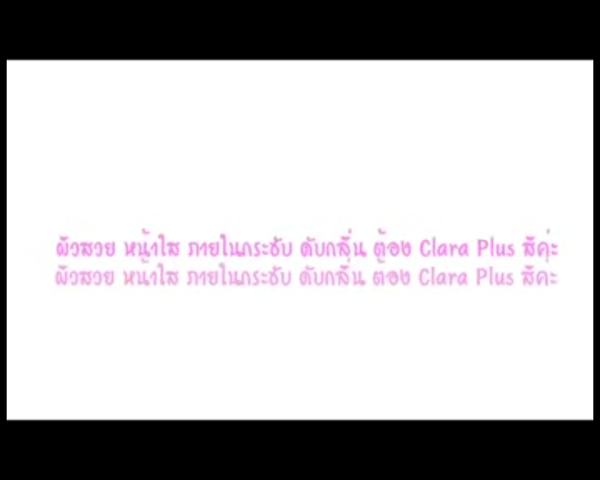 ผิวสวย หน้าใส ภายในกระชับ ดับกลิ่น ต้อง Clara Plus สิค่ะ
ผิวสวย หน้าใส ภายในกระชับ ดับกลิ่น ต้อง Clara Plus สิคะ